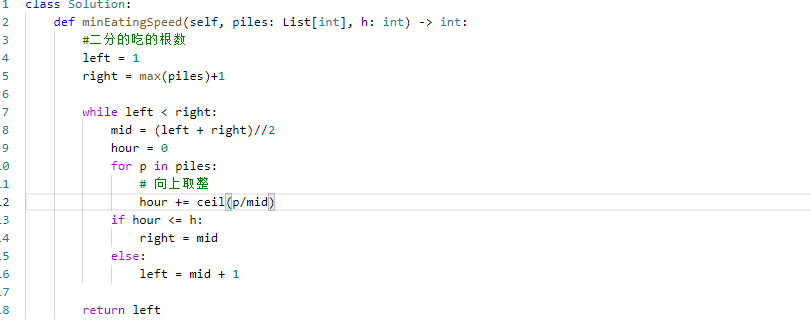 1 class Solution:
2     def minEatingSpeed(self, piles: List[int], h: int) -> int:
3         #二分的吃的根数
4         left = 1
5         right = max(piles)+1
6
7         while left < right:
8             mid = (left + right)//2
9             hour = 0
10             for p in piles:
11                 # 向上取整
12                 hour += ceil(p/mid)
13             if hour <= h:
14                 right = mid
15             else:
16                 left = mid + 1
17
18         return left